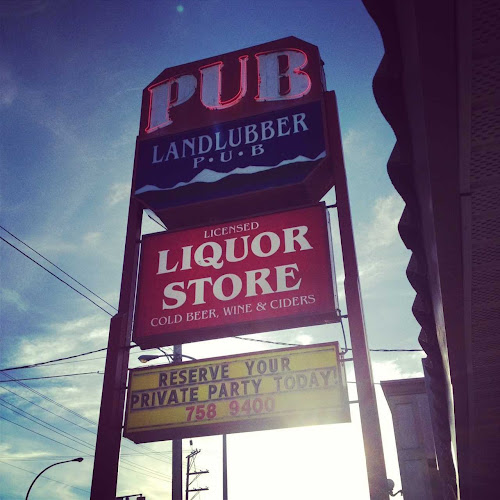 PUB
LANDLUBBER
P•U•B
LICENSED
LIQUOR
STORE
COLD BEER, WINE & CIDERS
RESERVE YOUR
PRIVATE PARTY TODAY!
758 9400